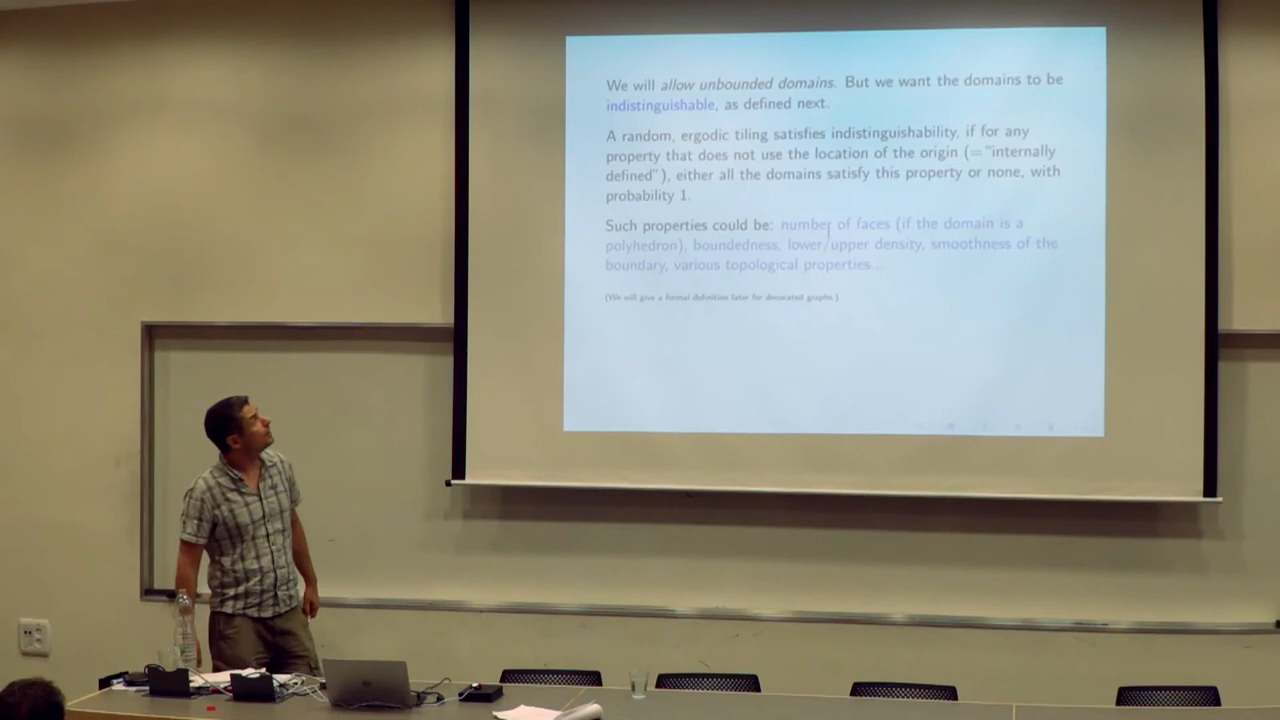 We will allow unbounded domains. But we want the domains to be
indistinguishable, as defined next.
A random, ergodic tiling satisfies indistinguishability, if for any
property that does not use the location of the origin (="internally
defined"), either all the domains satisfy this property or none, with
probability 1.
Such properties could be: number of faces (if the domain is a
polyhedron), boundedness, lower/upper density, smoothness of the
boundary, various topological properties...
(We will give a formal definition later for decorated graphs.)